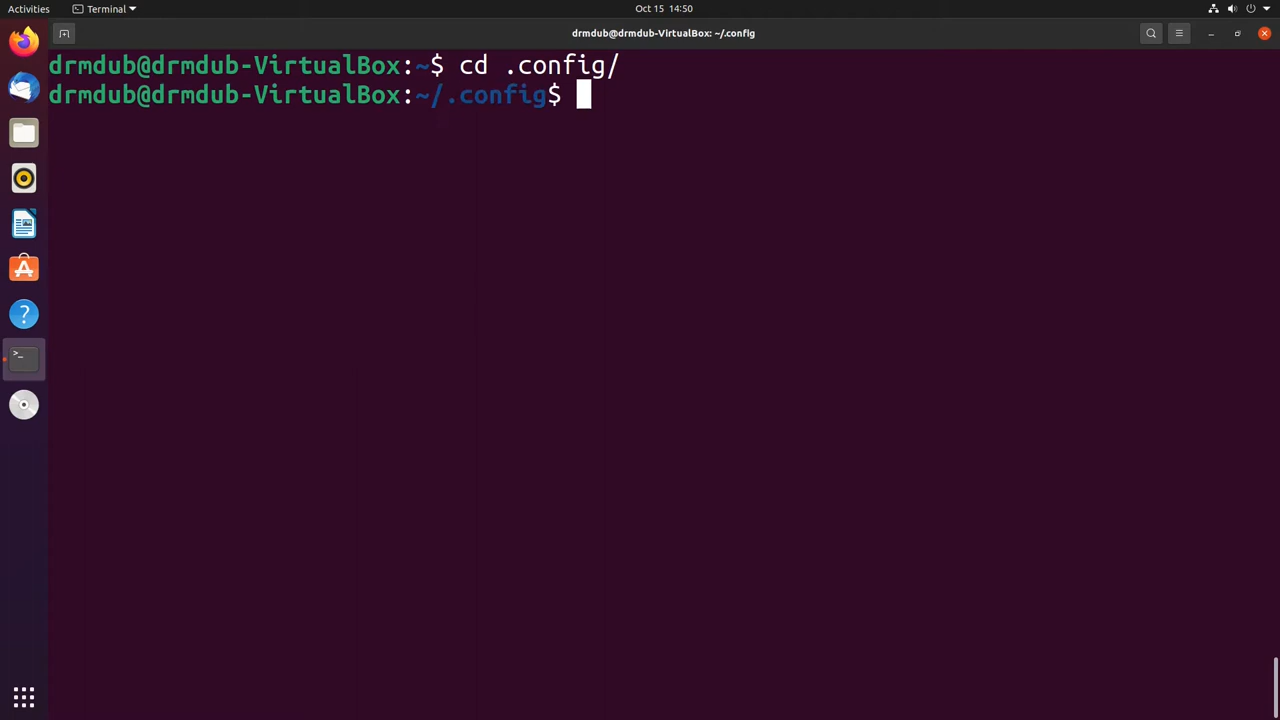 Activities
Terminal
Oct 15 14:50
drmdub@drmdub-VirtualBox: ~/.config
drmdub@drmdub-VirtualBox:~$ cd .config/
drmdub@drmdub-VirtualBox:~/.config$